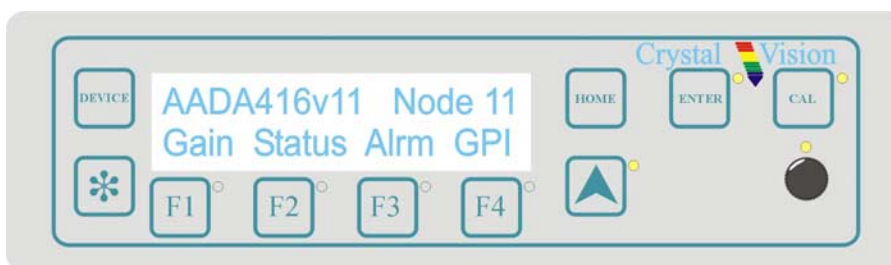 Crystal Vision
DEVICE
AADA416v11 Node 11
Gain Status Alrm GPI
HOME
ENTER
CAL
F1
F2
F3
F4